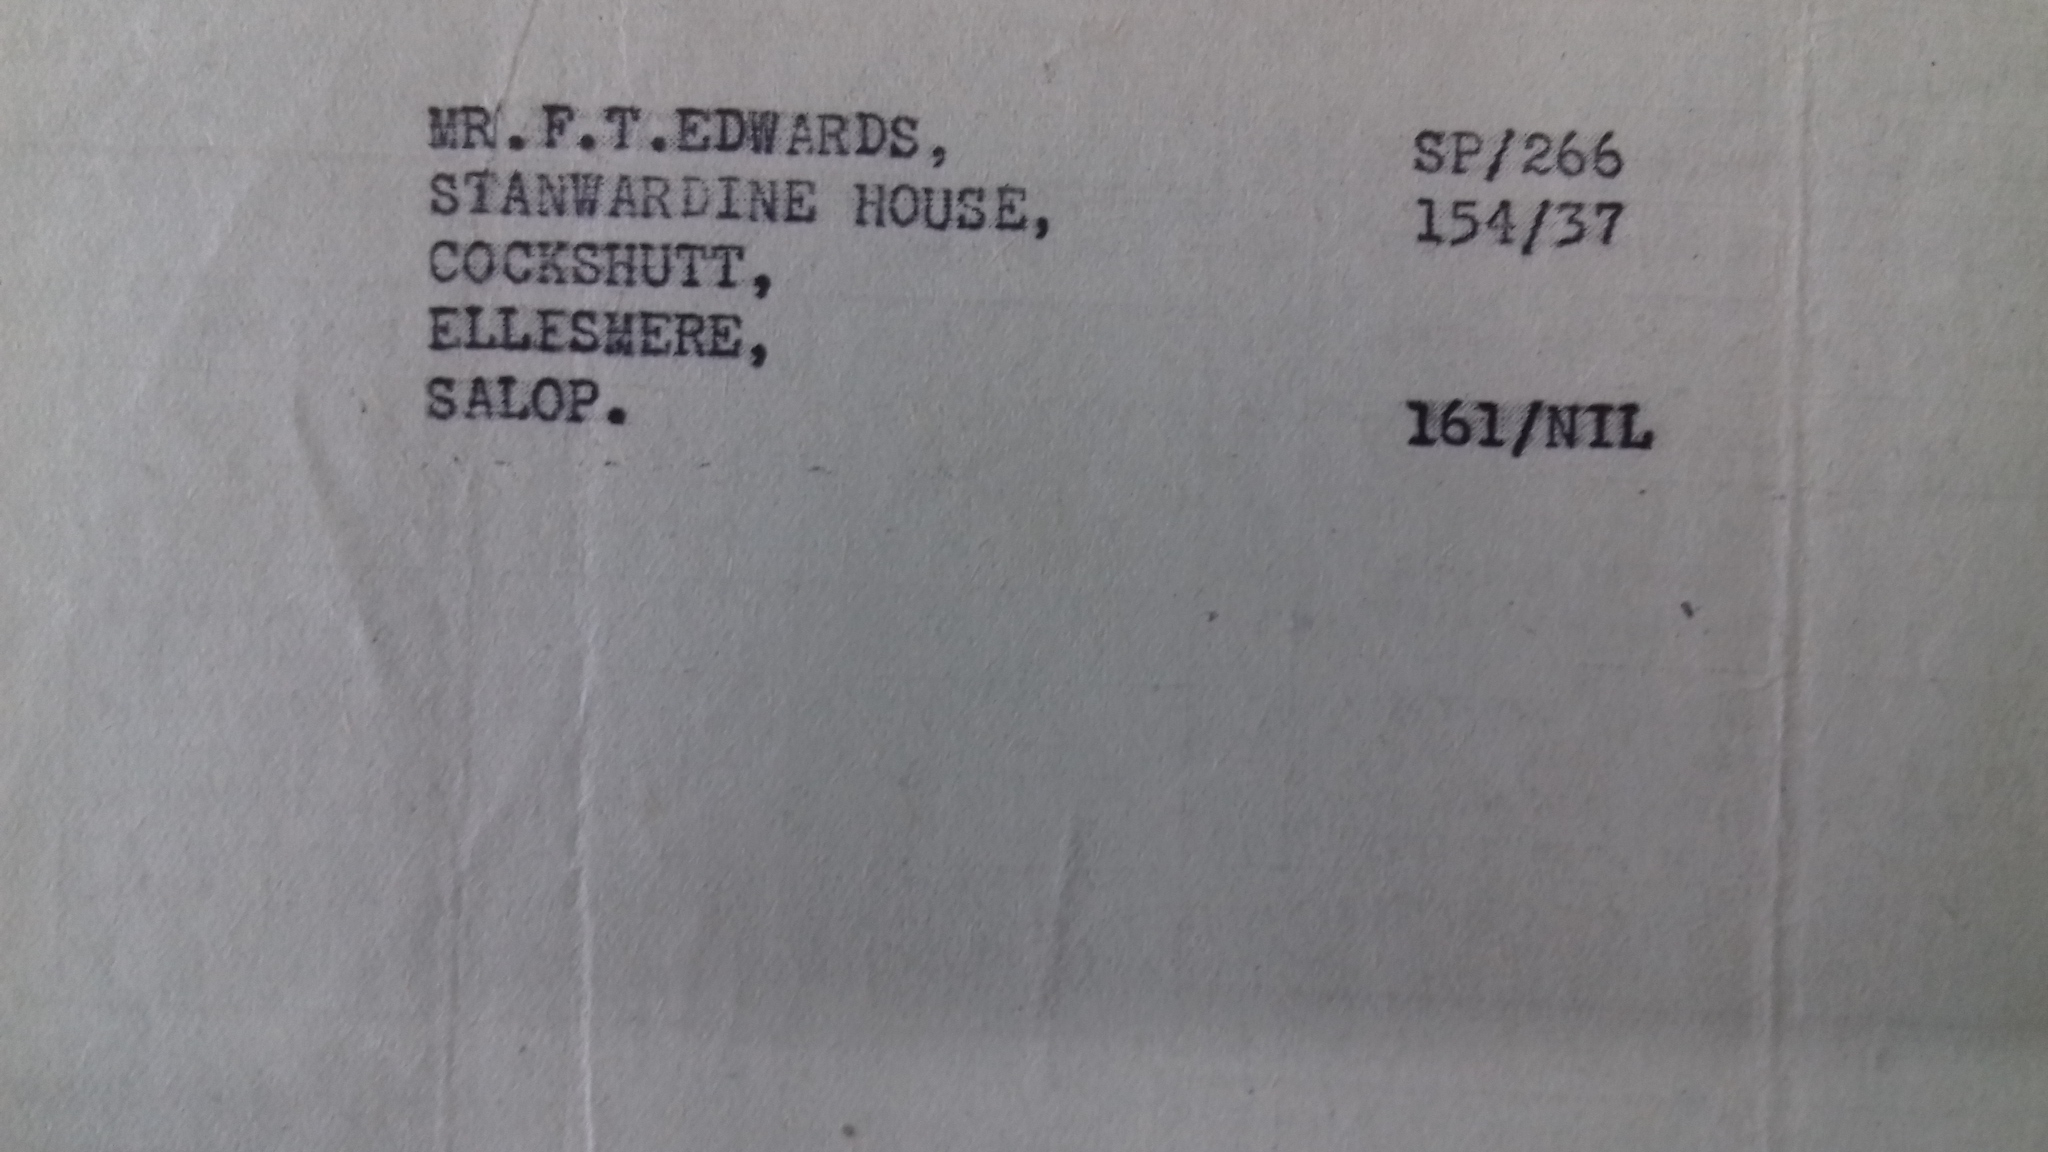 MR.F.T.EDWARDS,
SP/266
STANWARDINE HOUSE,
154/37
COCKSHUTT,
ELLESMERE,
SALOP.
161/NIL